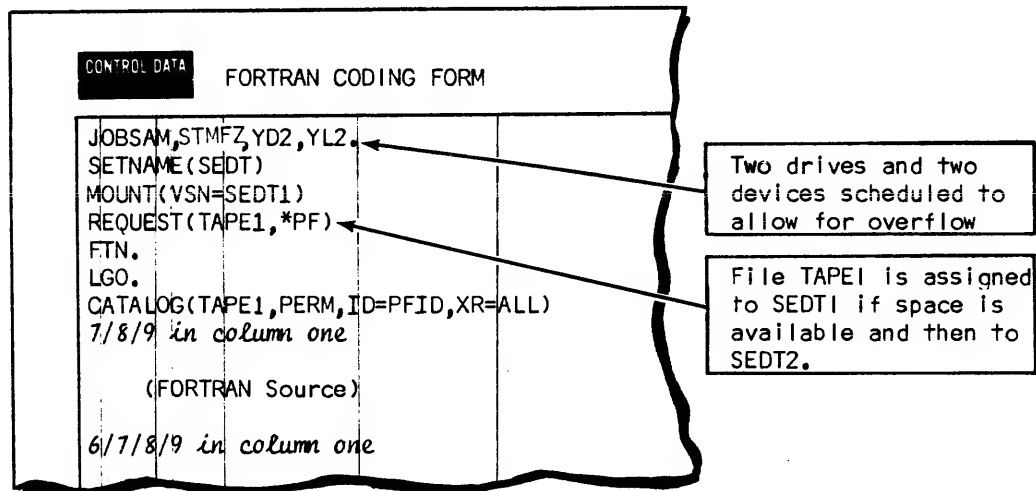 CONTROL DATA
FORTRAN CODING FORM
JOBSAM,STMFZ,YD2,YL2.
SETNAME(SEDT)
MOUNT(VSN=SEDT1)
REQUEST(TAPE1,*PF)
FTN.
LGO.
CATALOG(TAPE1,PERM,ID=PFID,XR=ALL)
7/8/9 in column one
(FORTRAN Source)
6/7/8/9 in column one
Two drives and two
devices scheduled to
allow for overflow
File TAPE1 is assigned
to SEDT1 if space is
available and then to
SEDT2.